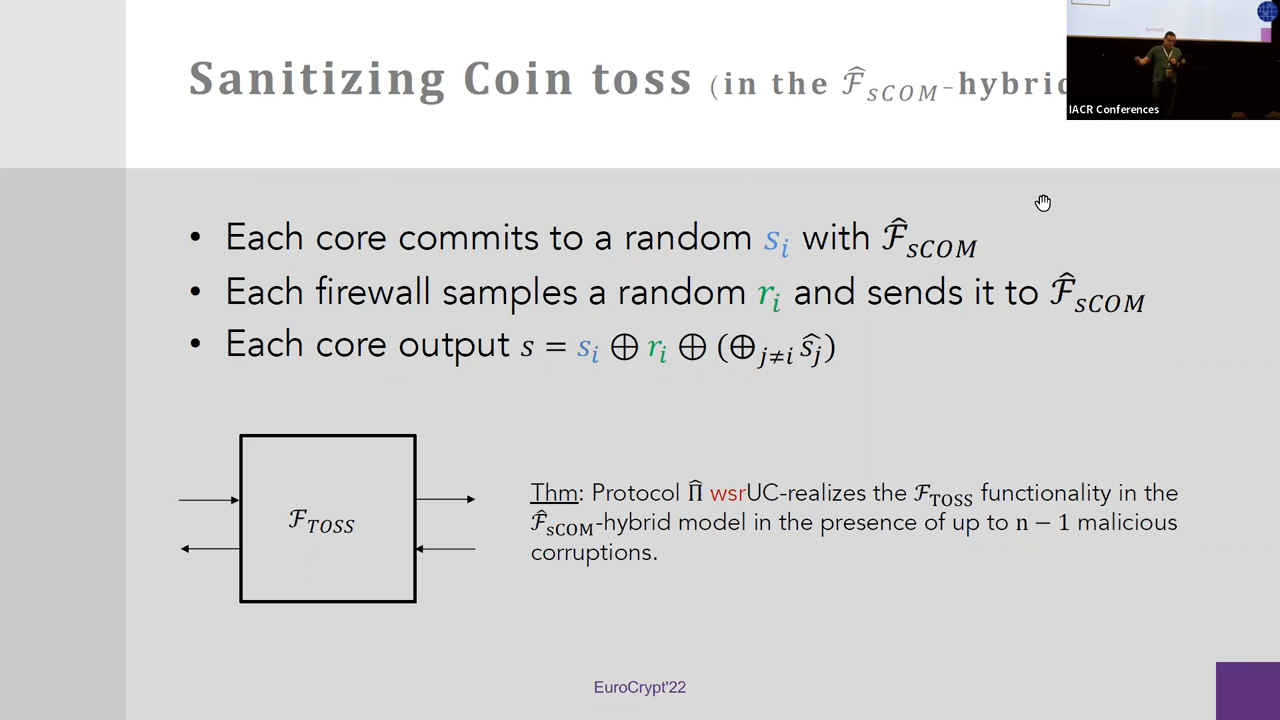 Sanitizing Coin toss (in the ℱ̂sCOM-hybrid
IACR Conferences
• Each core commits to a random sᵢ with ℱ̂sCOM
• Each firewall samples a random rᵢ and sends it to ℱ̂sCOM
• Each core output s = sᵢ ⊕ rᵢ ⊕ (⊕j≠i ŝⱼ)
ℱTOSS
Thm: Protocol Π̂ wsrUC-realizes the ℱTOSS functionality in the
ℱ̂sCOM-hybrid model in the presence of up to n − 1 malicious
corruptions.
EuroCrypt'22